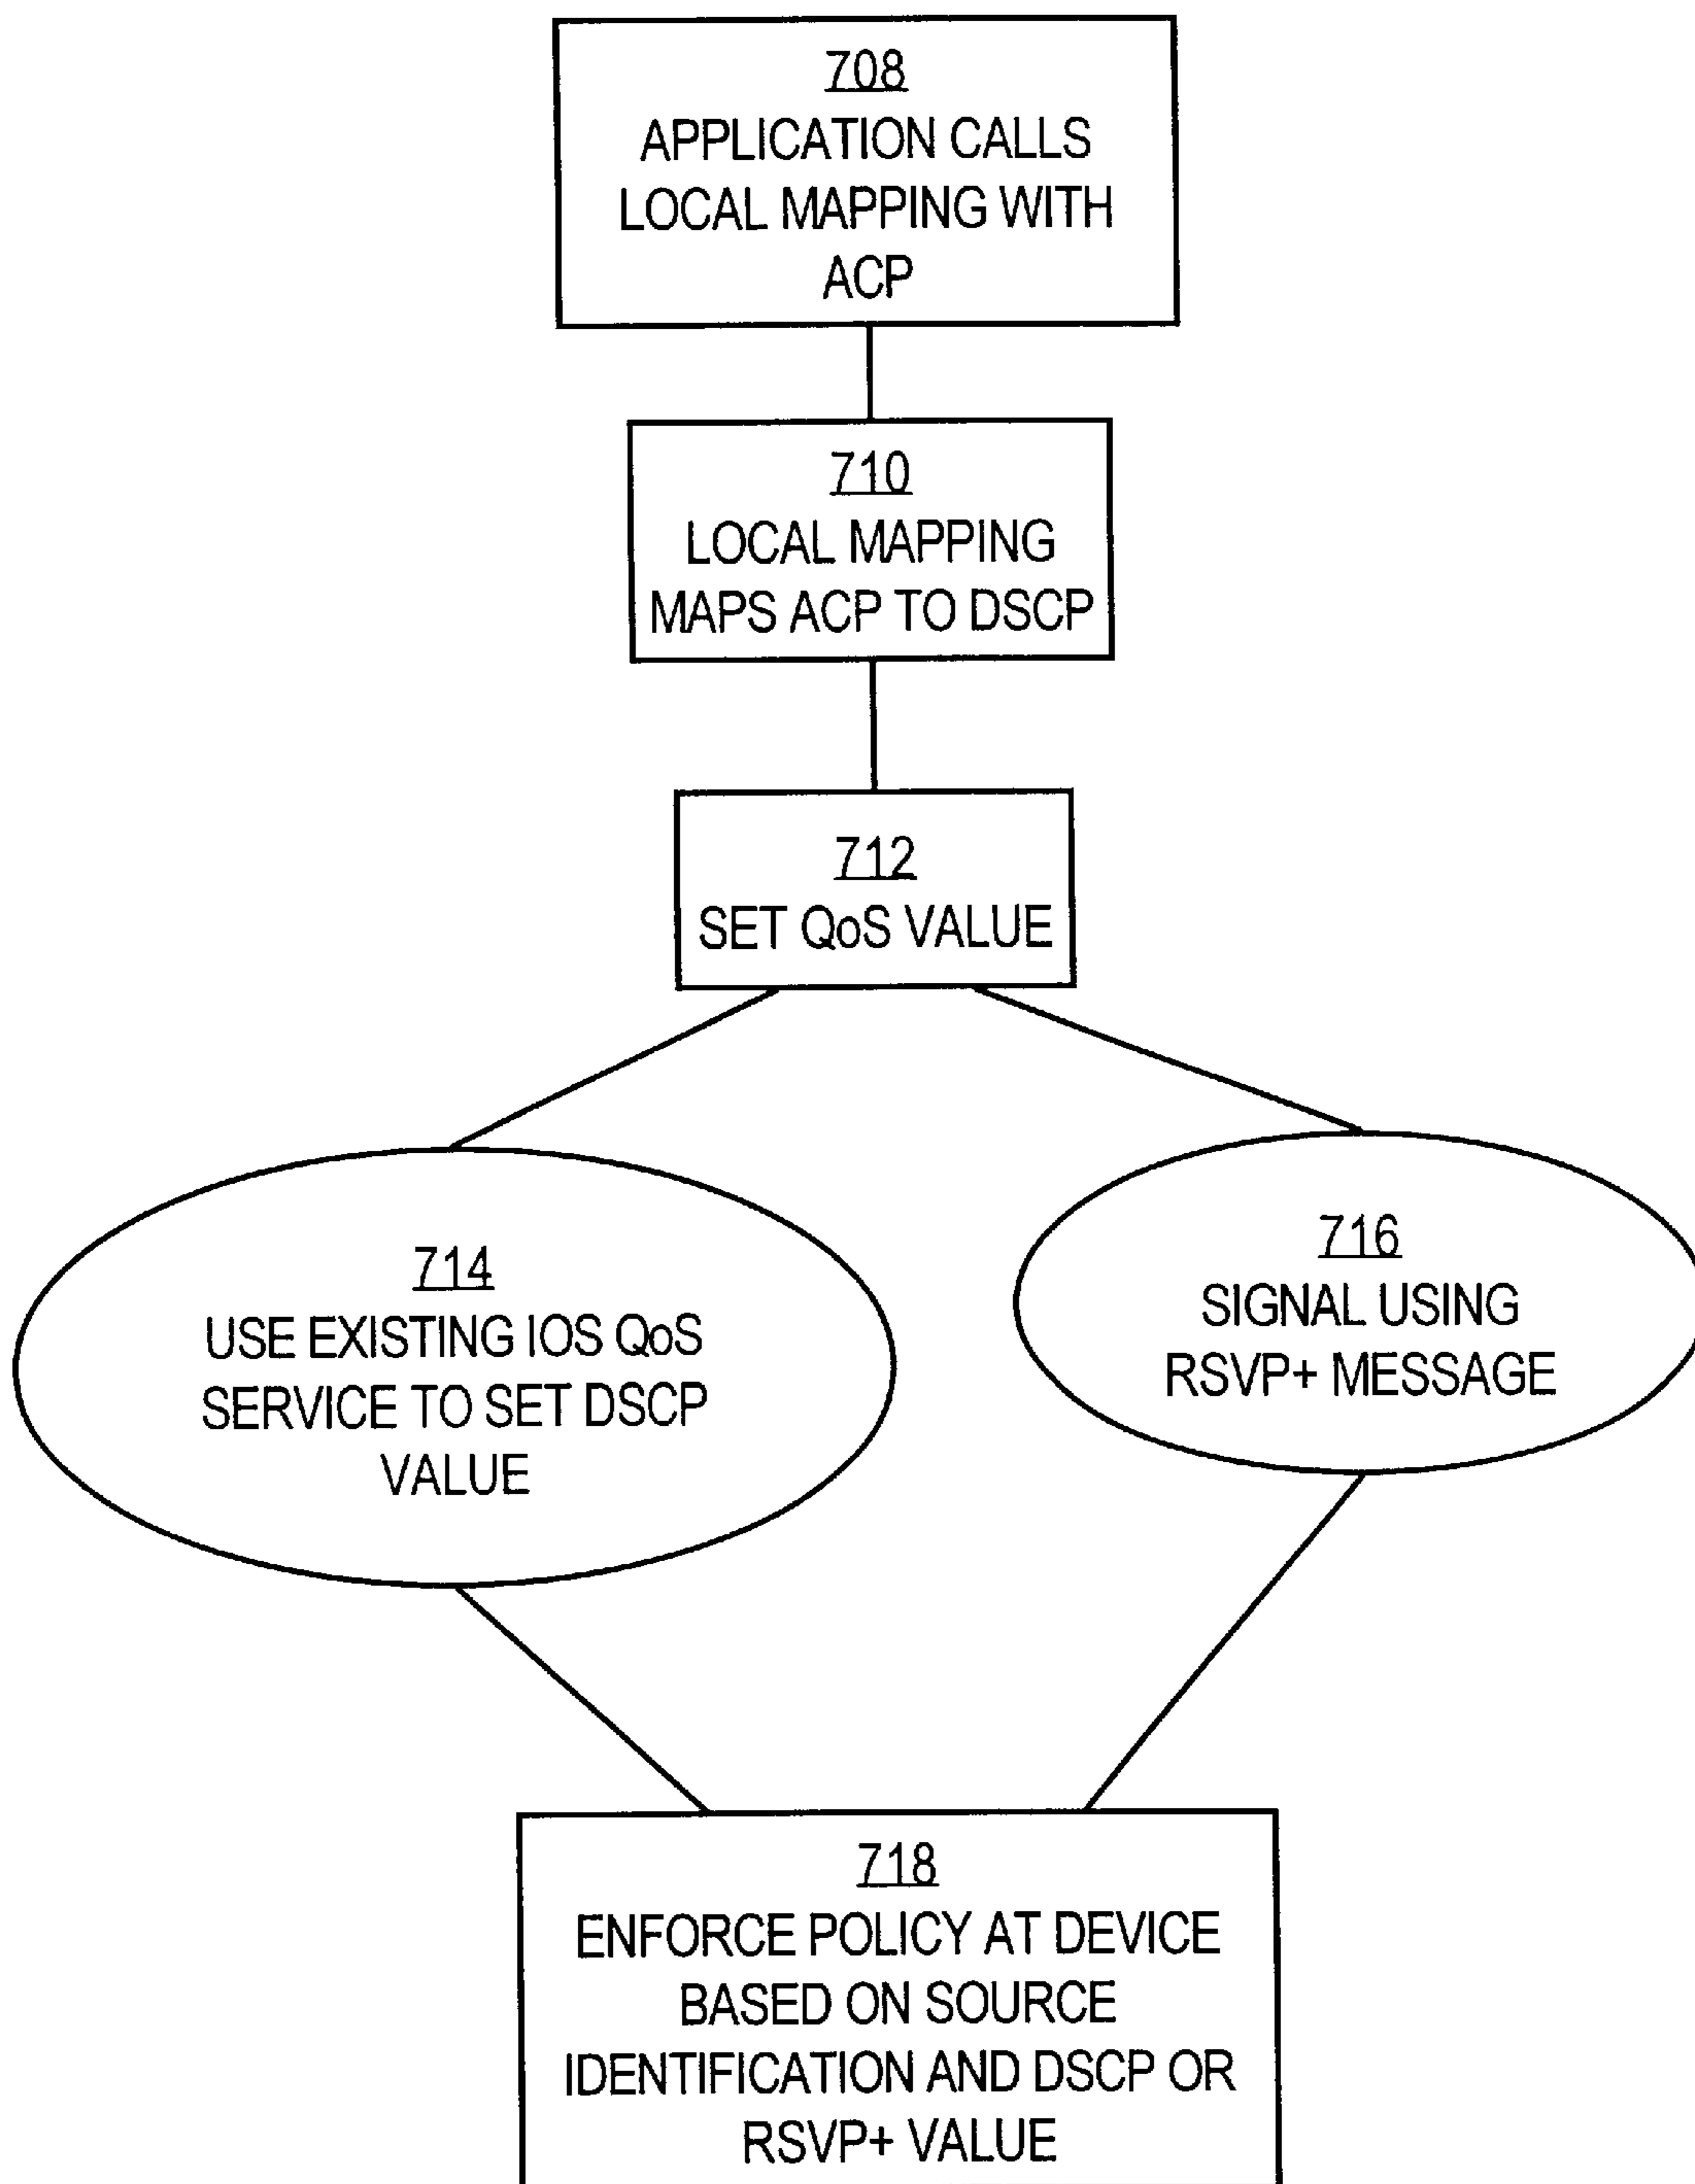 708
APPLICATION CALLS
LOCAL MAPPING WITH
ACP
710
LOCAL MAPPING
MAPS ACP TO DSCP
712
SET QoS VALUE
714
USE EXISTING IOS QoS
SERVICE TO SET DSCP
VALUE
716
SIGNAL USING
RSVP+ MESSAGE
718
ENFORCE POLICY AT DEVICE
BASED ON SOURCE
IDENTIFICATION AND DSCP OR
RSVP+ VALUE